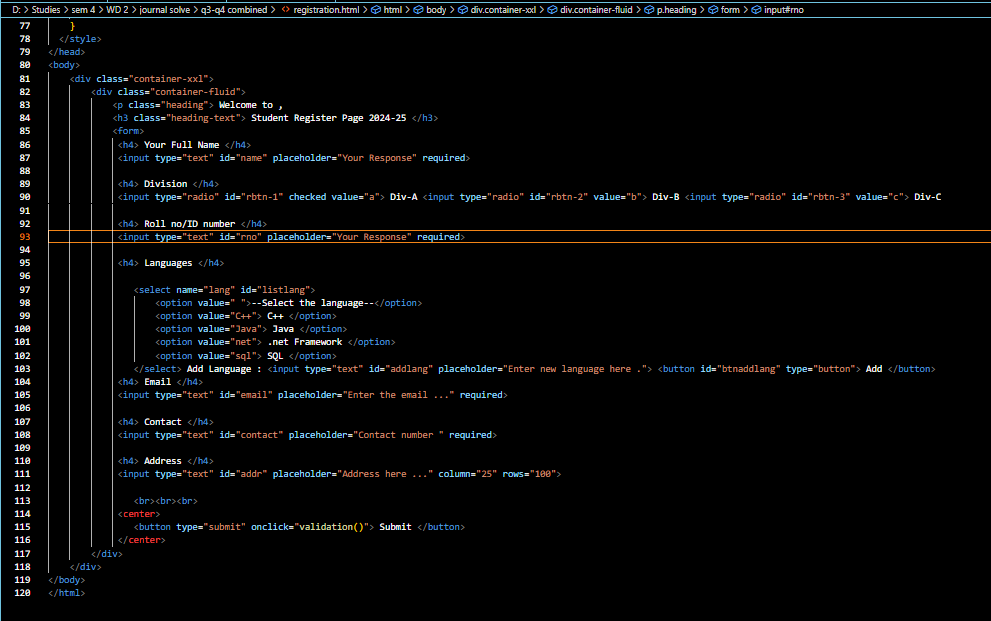 D: > Studies > sem 4 > WD 2 > journal solve > q3-q4 combined > <> registration.html > html > body > div.container-xxl > div.container-fluid > p.heading > form > input#rno
77 }
78 </style>
79 </head>
80 <body>
81 <div class="container-xxl">
82 <div class="container-fluid">
83 <p class="heading"> Welcome to ,
84 <h3 class="heading-text"> Student Register Page 2024-25 </h3>
85 <form>
86 <h4> Your Full Name </h4>
87 <input type="text" id="name" placeholder="Your Response" required>
88
89 <h4> Division </h4>
90 <input type="radio" id="rbtn-1" checked value="a"> Div-A <input type="radio" id="rbtn-2" value="b"> Div-B <input type="radio" id="rbtn-3" value="c"> Div-C
91
92 <h4> Roll no/ID number </h4>
93 <input type="text" id="rno" placeholder="Your Response" required>
94
95 <h4> Languages </h4>
96
97 <select name="lang" id="listlang">
98 <option value=" ">--Select the language--</option>
99 <option value="C++"> C++ </option>
100 <option value="Java"> Java </option>
101 <option value="net"> .net Framework </option>
102 <option value="sql"> SQL </option>
103 </select> Add Language : <input type="text" id="addlang" placeholder="Enter new language here ."> <button id="btnaddlang" type="button"> Add </button>
104 <h4> Email </h4>
105 <input type="text" id="email" placeholder="Enter the email ..." required>
106
107 <h4> Contact </h4>
108 <input type="text" id="contact" placeholder="Contact number " required>
109
110 <h4> Address </h4>
111 <input type="text" id="addr" placeholder="Address here ..." column="25" rows="100">
112
113 <br><br><br>
114 <center>
115 <button type="submit" onclick="validation()"> Submit </button>
116 </center>
117 </div>
118 </div>
119 </body>
120 </html>